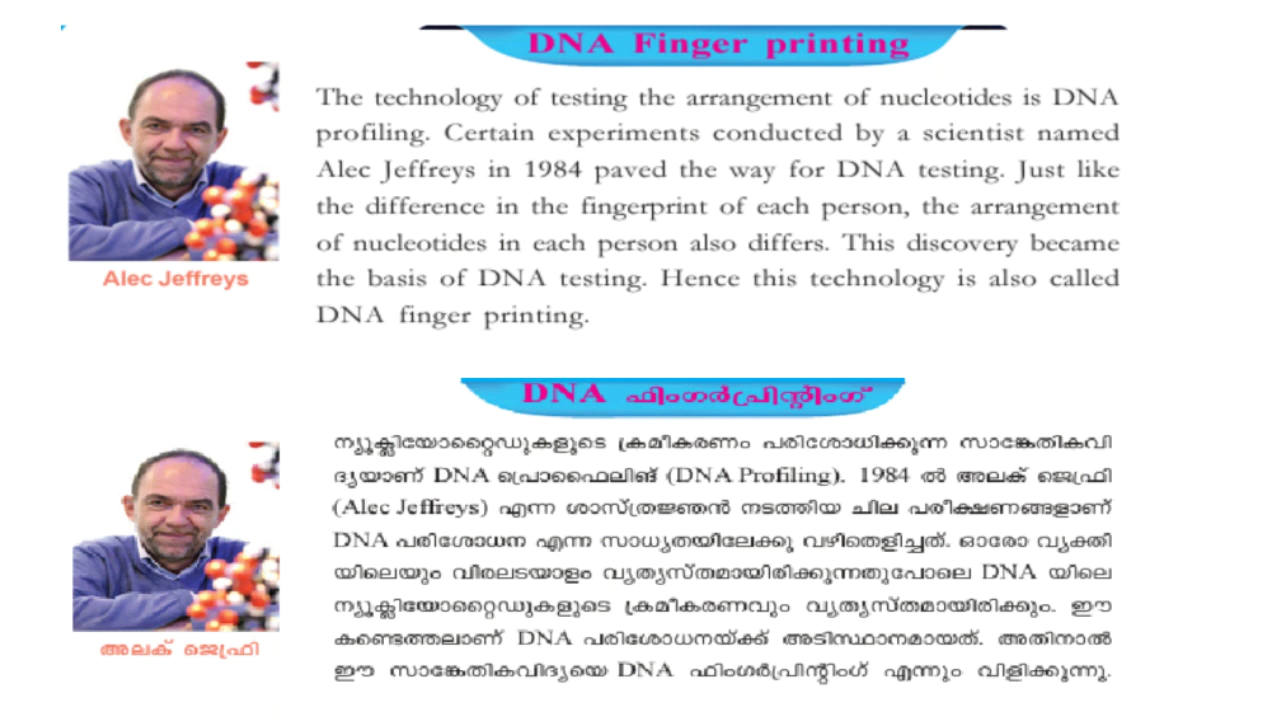 DNA Finger printing
The technology of testing the arrangement of nucleotides is DNA
profiling. Certain experiments conducted by a scientist named
Alec Jeffreys in 1984 paved the way for DNA testing. Just like
the difference in the fingerprint of each person, the arrangement
of nucleotides in each person also differs. This discovery became
the basis of DNA testing. Hence this technology is also called
DNA finger printing.
Alec Jeffreys
DNA ഫിംഗർപ്രിന്റിംഗ്
ന്യൂക്ലിയോറ്റൈഡുകളുടെ ക്രമീകരണം പരിശോധിക്കുന്ന സാങ്കേതികവി
ദ്യയാണ് DNA പ്രൊഫൈലിങ് (DNA Profiling). 1984 ൽ അലക് ജെഫ്രി
(Alec Jeffreys) എന്ന ശാസ്ത്രജ്ഞൻ നടത്തിയ ചില പരീക്ഷണങ്ങളാണ്
DNA പരിശോധന എന്ന സാധ്യതയിലേക്കു വഴിതെളിച്ചത്. ഓരോ വ്യക്തി
യിലെയും വിരലടയാളം വ്യത്യസ്തമായിരിക്കുന്നതുപോലെ DNA യിലെ
ന്യൂക്ലിയോറ്റൈഡുകളുടെ ക്രമീകരണവും വ്യത്യസ്തമായിരിക്കും. ഈ
കണ്ടെത്തലാണ് DNA പരിശോധനയ്ക്ക് അടിസ്ഥാനമായത്. അതിനാൽ
ഈ സാങ്കേതികവിദ്യയെ DNA ഫിംഗർപ്രിന്റിംഗ് എന്നും വിളിക്കുന്നു.
അലക് ജെഫ്രി